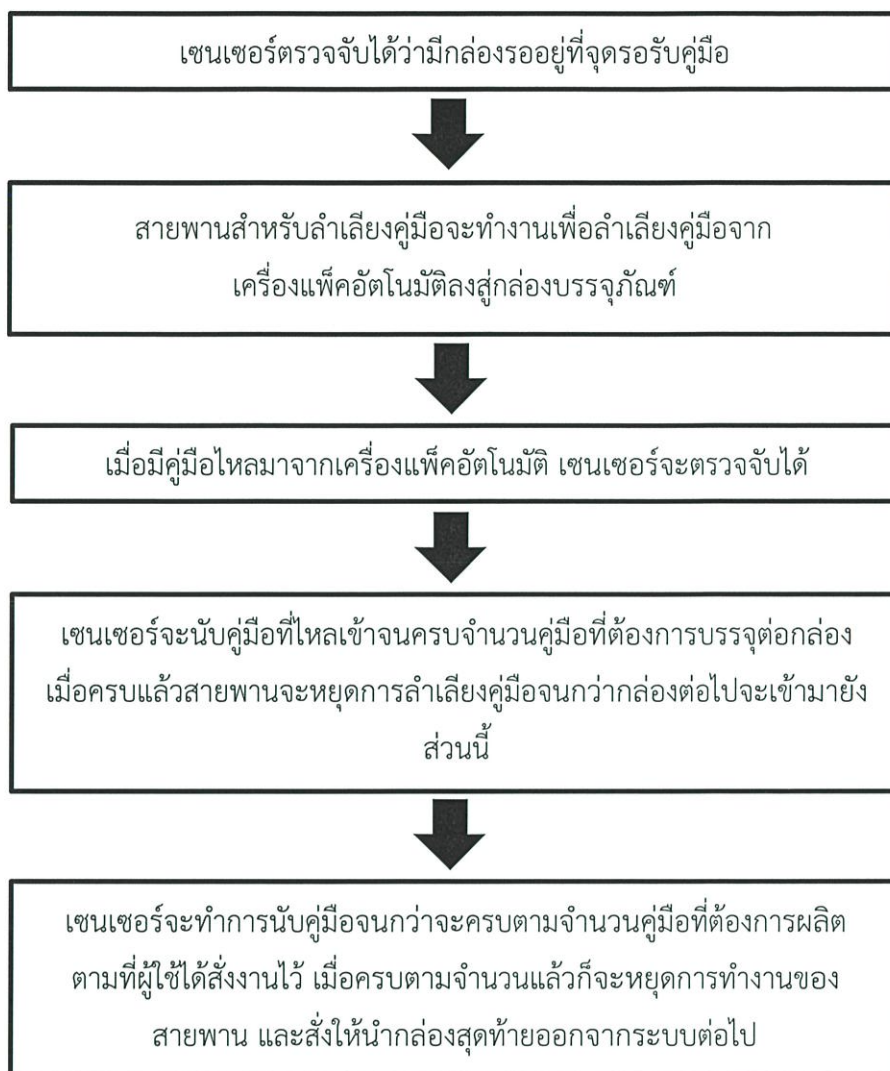 เซนเซอร์ตรวจจับได้ว่ามีกล่องรออยู่ที่จุดรอรับคู่มือ
สายพานสำหรับลำเลียงคู่มือจะทำงานเพื่อลำเลียงคู่มือจาก
เครื่องแพ็คอัตโนมัติลงสู่กล่องบรรจุภัณฑ์
เมื่อมีคู่มือไหลมาจากเครื่องแพ็คอัตโนมัติ เซนเซอร์จะตรวจจับได้
เซนเซอร์จะนับคู่มือที่ไหลเข้าจนครบจำนวนคู่มือที่ต้องการบรรจุต่อกล่อง
เมื่อครบแล้วสายพานจะหยุดการลำเลียงคู่มือจนกว่ากล่องต่อไปจะเข้ามายัง
ส่วนนี้
เซนเซอร์จะทำการนับคู่มือจนกว่าจะครบตามจำนวนคู่มือที่ต้องการผลิต
ตามที่ผู้ใช้ได้สั่งงานไว้ เมื่อครบตามจำนวนแล้วก็จะหยุดการทำงานของ
สายพาน และสั่งให้นำกล่องสุดท้ายออกจากระบบต่อไป